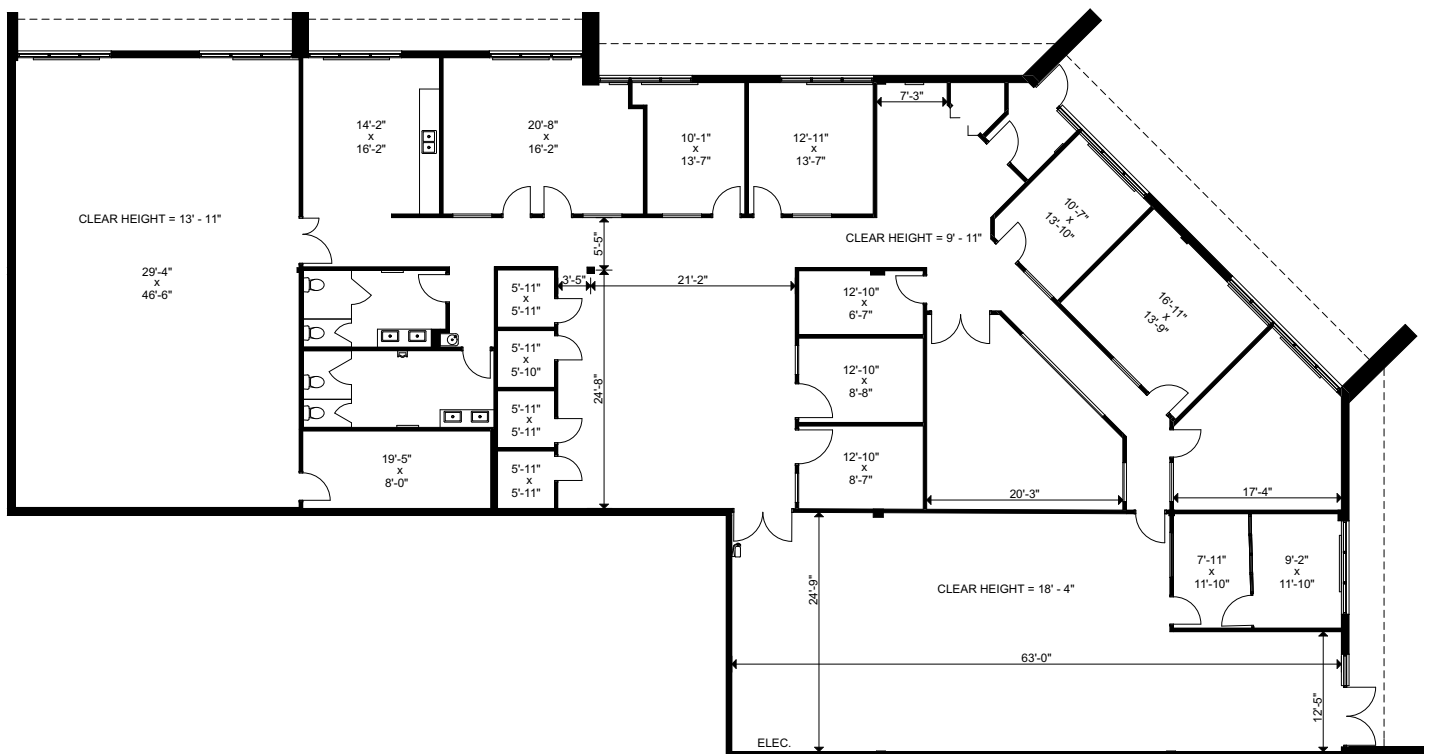 7'-3"
14'-2"
x
16'-2"
20'-8"
x
16'-2"
10'-1"
x
13'-7"
12'-11"
x
13'-7"
10'-7"
x
13'-10"
CLEAR HEIGHT = 13' - 11"
CLEAR HEIGHT = 9' - 11"
5'-5"
29'-4"
x
46'-6"
3'-5"
21'-2"
5'-11"
x
5'-11"
12'-10"
x
6'-7"
16'-11"
x
13'-9"
5'-11"
x
5'-10"
12'-10"
x
8'-8"
24'-8"
5'-11"
x
5'-11"
19'-5"
x
8'-0"
5'-11"
x
5'-11"
12'-10"
x
8'-7"
20'-3"
17'-4"
7'-11"
x
11'-10"
9'-2"
x
11'-10"
24'-9"
CLEAR HEIGHT = 18' - 4"
63'-0"
12'-5"
ELEC.